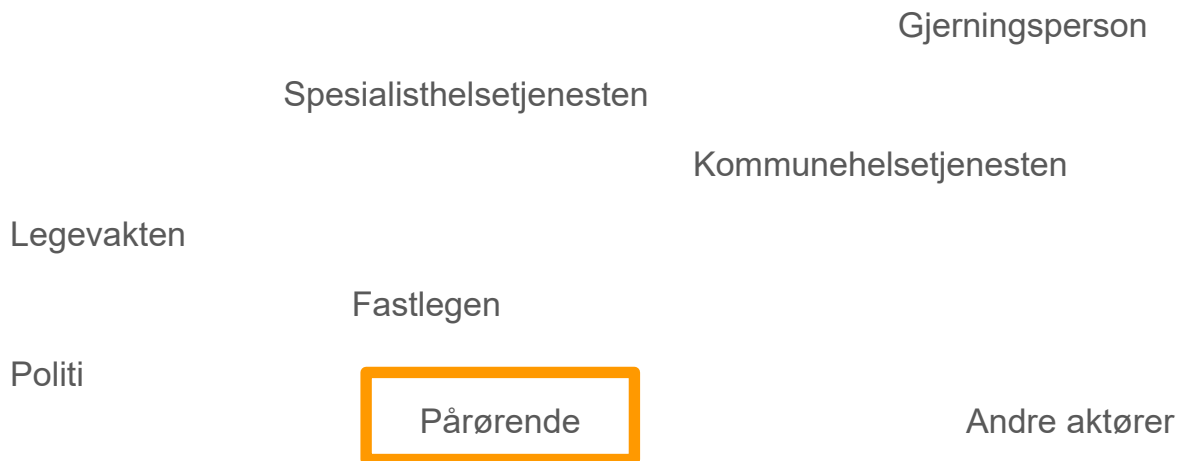 Gjerningsperson
Spesialisthelsetjenesten
Kommunehelsetjenesten
Legevakten
Fastlegen
Politi
Pårørende
Andre aktører